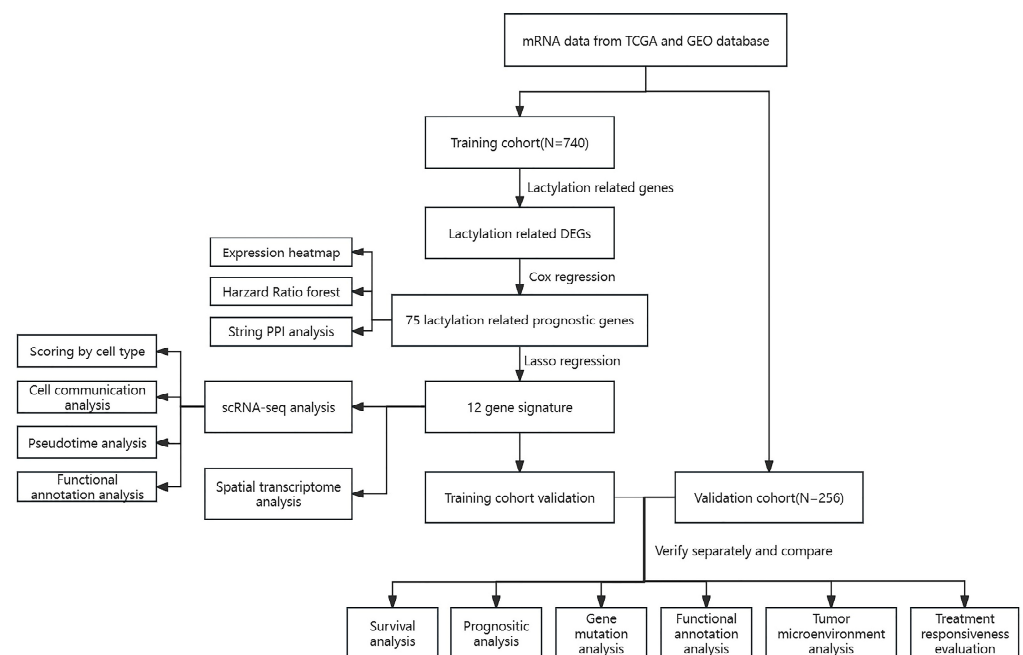 mRNA data from TCGA and GEO database
Training cohort(N=740)
Lactylation related genes
Lactylation related DEGs
Expression heatmap
Cox regression
Harzard Ratio forest
75 lactylation related prognostic genes
String PPI analysis
Scoring by cell type
Lasso regression
Cell communication
analysis
scRNA-seq analysis
12 gene signature
Pseudotime analysis
Functional
annotation analysis
Spatial transcriptome
analysis
Training cohort validation
Validation cohort(N=256)
Verify separately and compare
Survival
analysis
Prognositic
analysis
Gene
mutation
analysis
Functional
annotation
analysis
Tumor
microenvironment
analysis
Treatment
responsiveness
evaluation